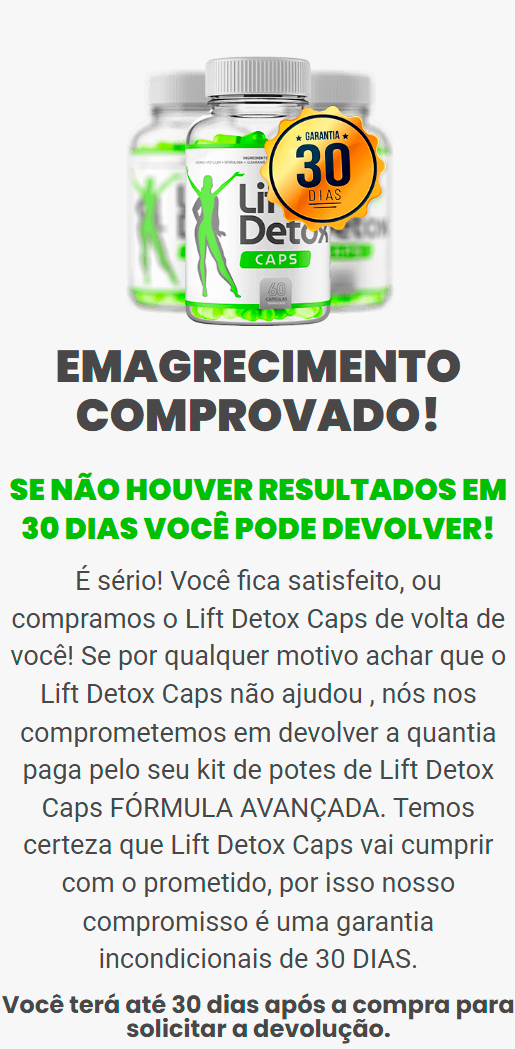 GARANTIA
30
DIAS
Lif
Detox
CAPS
60
CÁPSULAS
EMAGRECIMENTO
COMPROVADO!
SE NÃO HOUVER RESULTADOS EM
30 DIAS VOCÊ PODE DEVOLVER!
É sério! Você fica satisfeito, ou
compramos o Lift Detox Caps de volta de
você! Se por qualquer motivo achar que o
Lift Detox Caps não ajudou , nós nos
comprometemos em devolver a quantia
paga pelo seu kit de potes de Lift Detox
Caps FÓRMULA AVANÇADA. Temos
certeza que Lift Detox Caps vai cumprir
com o prometido, por isso nosso
compromisso é uma garantia
incondicionais de 30 DIAS.
Você terá até 30 dias após a compra para
solicitar a devolução.